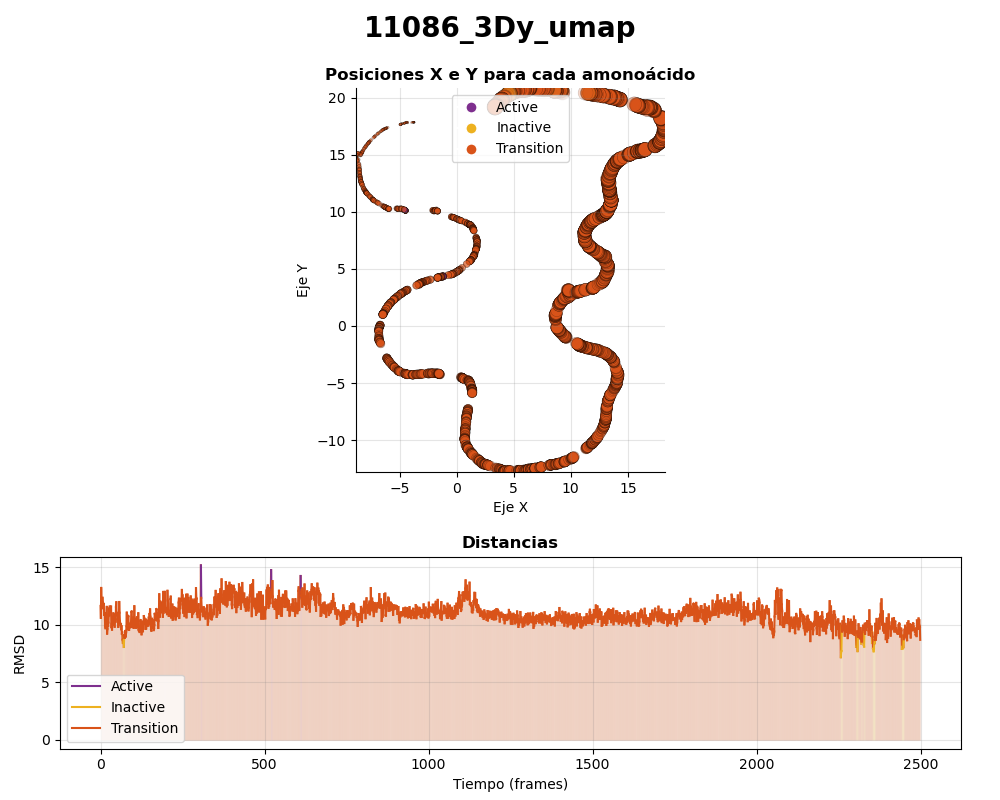 11086_3Dy_umap
Posiciones X e Y para cada amonoácido
Active
Inactive
Transition
20
15
10
5
0
−5
−10
Eje Y
−5
0
5
10
15
Eje X
Distancias
15
10
5
0
RMSD
Active
Inactive
Transition
0
500
1000
1500
2000
2500
Tiempo (frames)